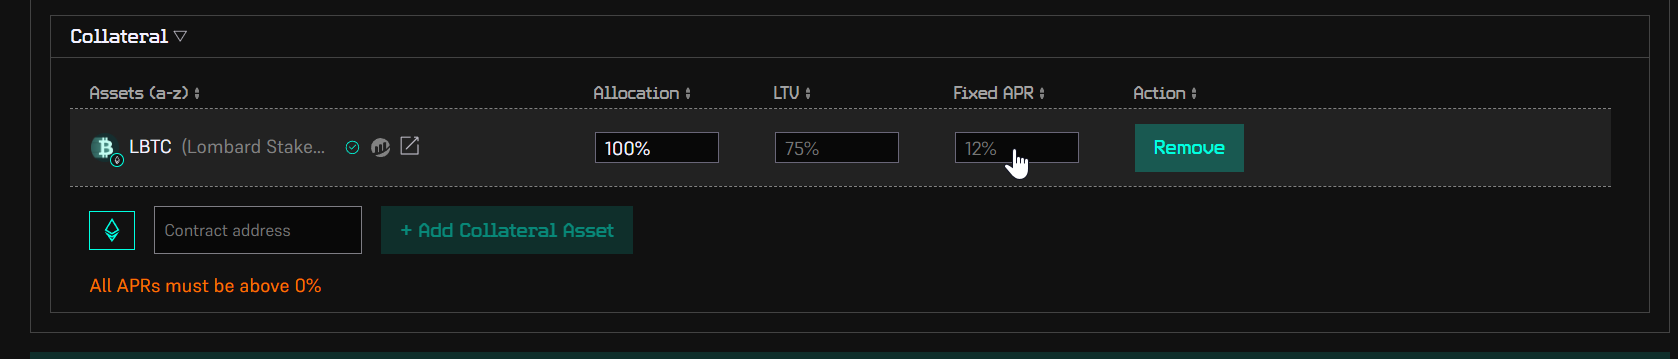 Collateral
Assets (a-z) Allocation LTV Fixed APR Action
LBTC (Lombard Stake... 100% 75% 12% Remove
Contract address + Add Collateral Asset
All APRs must be above 0%